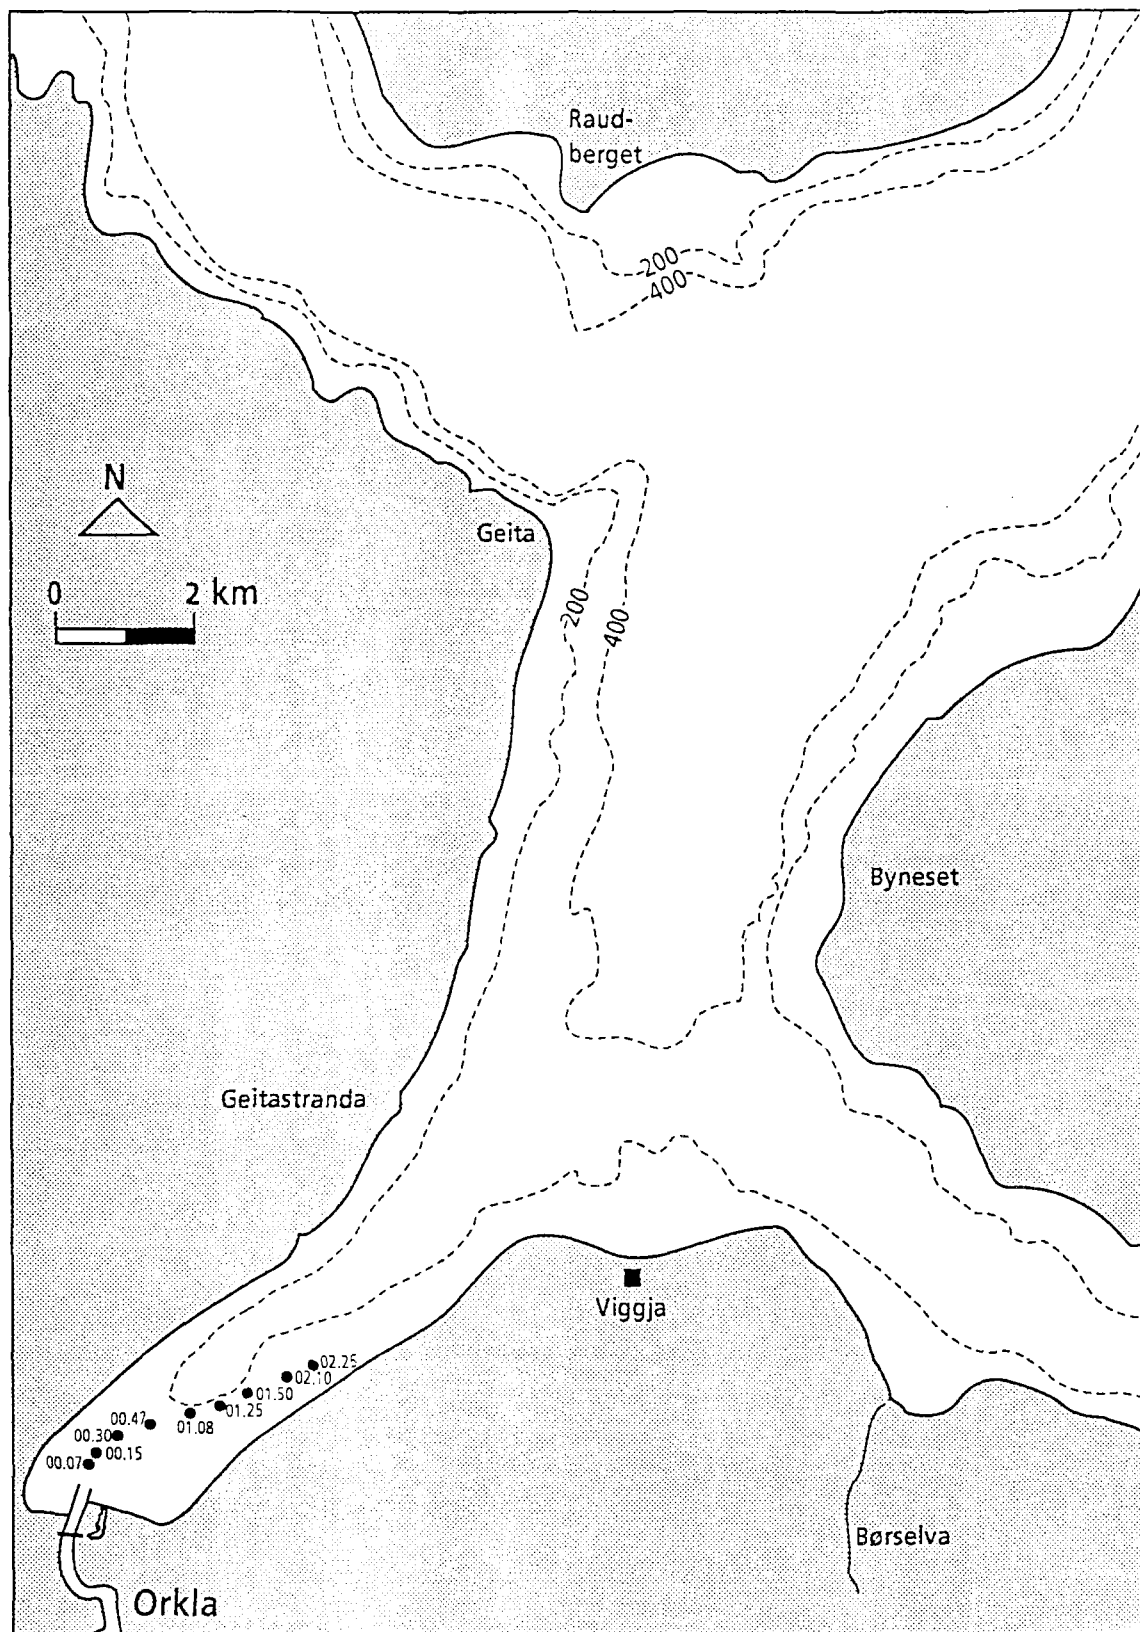 Raud-
berget
200
400
N
Geita
0 2 km
200
400
Byneset
Geitastranda
Viggja
02.25
02.10
01.50
01.25
01.08
00.47
00.30
00.15
00.07
Børselva
Orkla